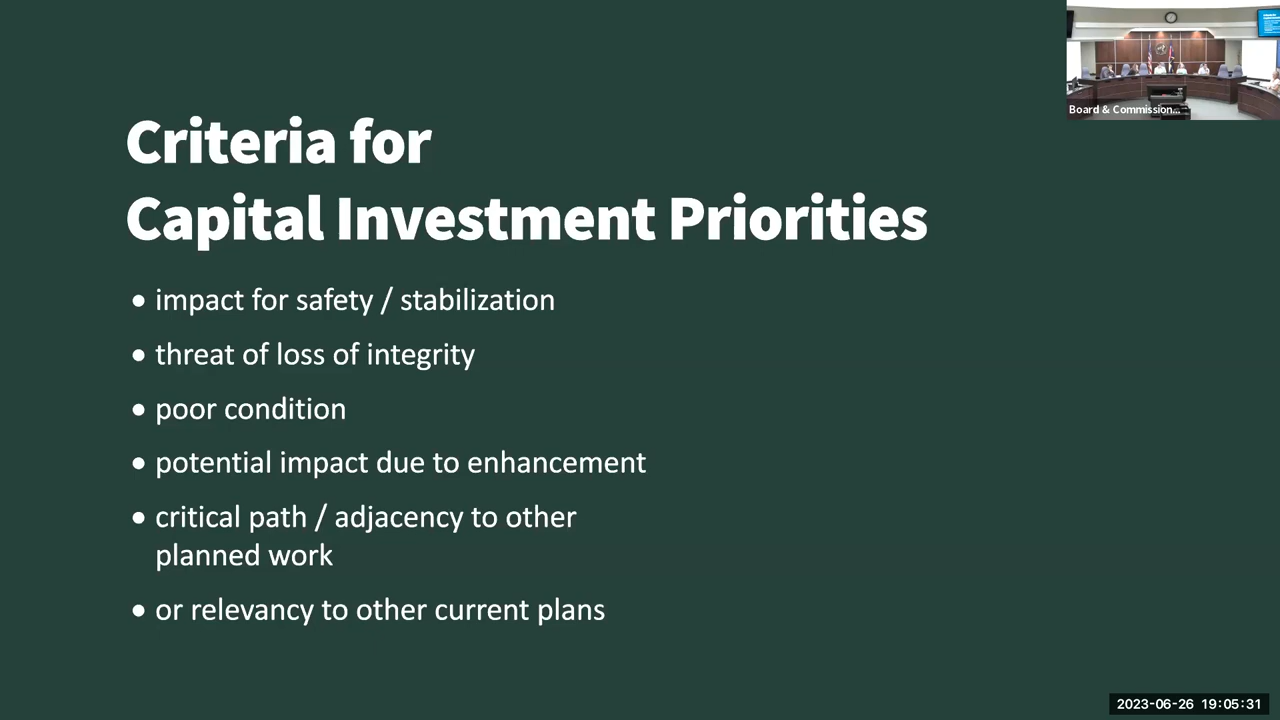 Board & Commission...
Criteria for
Capital Investment Priorities
• impact for safety / stabilization
• threat of loss of integrity
• poor condition
• potential impact due to enhancement
• critical path / adjacency to other
planned work
• or relevancy to other current plans
2023-06-26 19:05:31